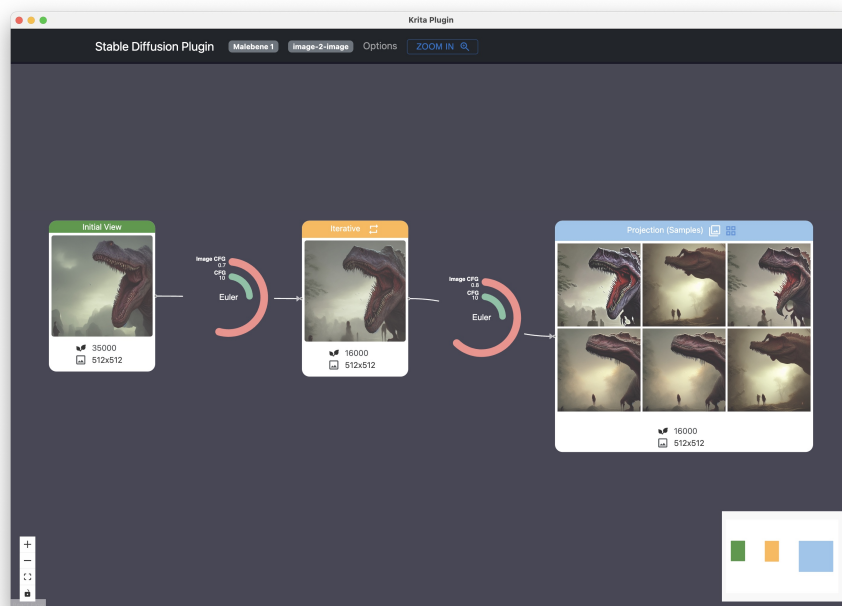 Krita Plugin
Stable Diffusion Plugin Malebene 1 image-2-image Options ZOOM IN
Initial View
35000
512x512
Image CFG
0.7
CFG
10
Euler
Iterative
16000
512x512
Image CFG
0.8
CFG
10
Euler
Projection (Samples)
16000
512x512